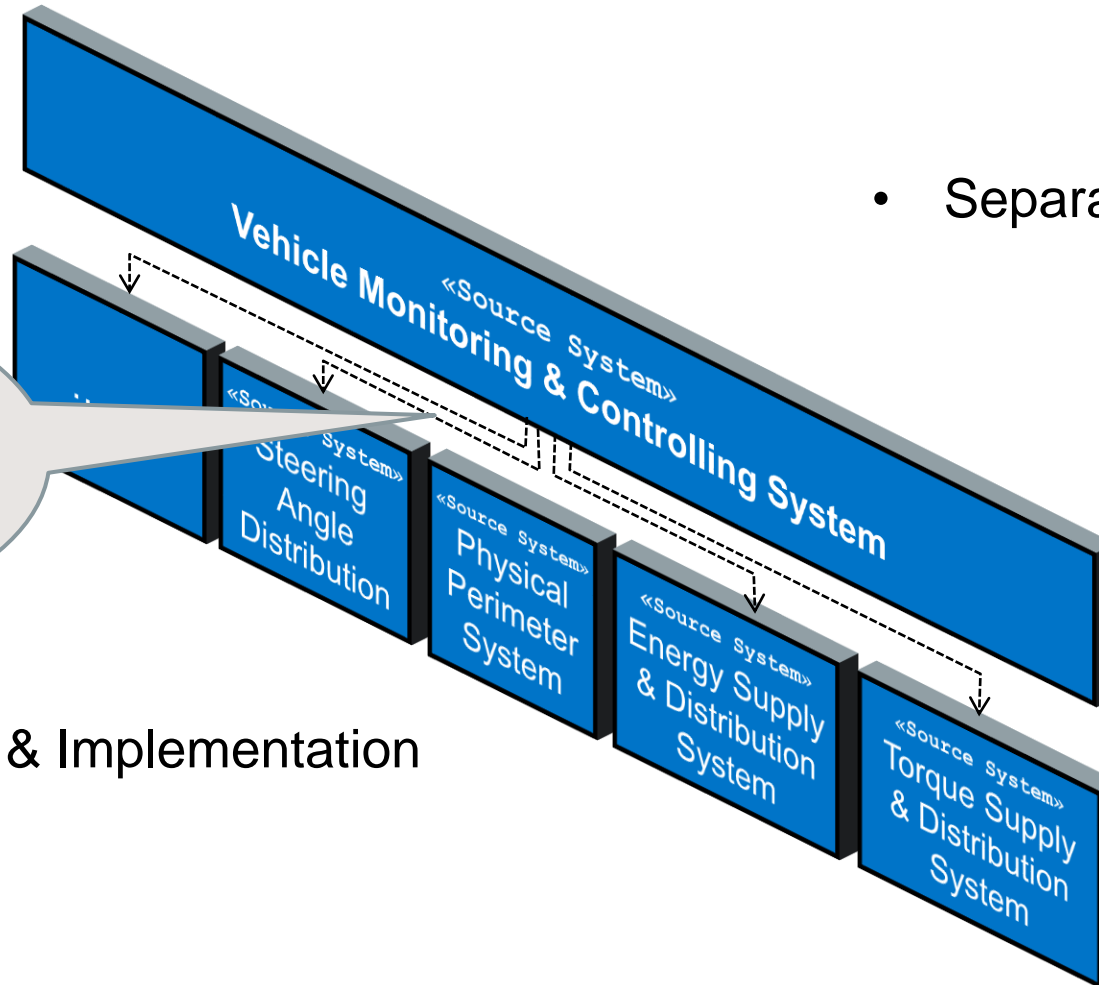 • Separa
«Source System»
Vehicle Monitoring & Controlling System
System»
Steering
Angle
Distribution
«Source System»
Physical
Perimeter
System
«Source System»
Energy Supply
& Distribution
System
«Source System»
Torque Supply
& Distribution
System
& Implementation